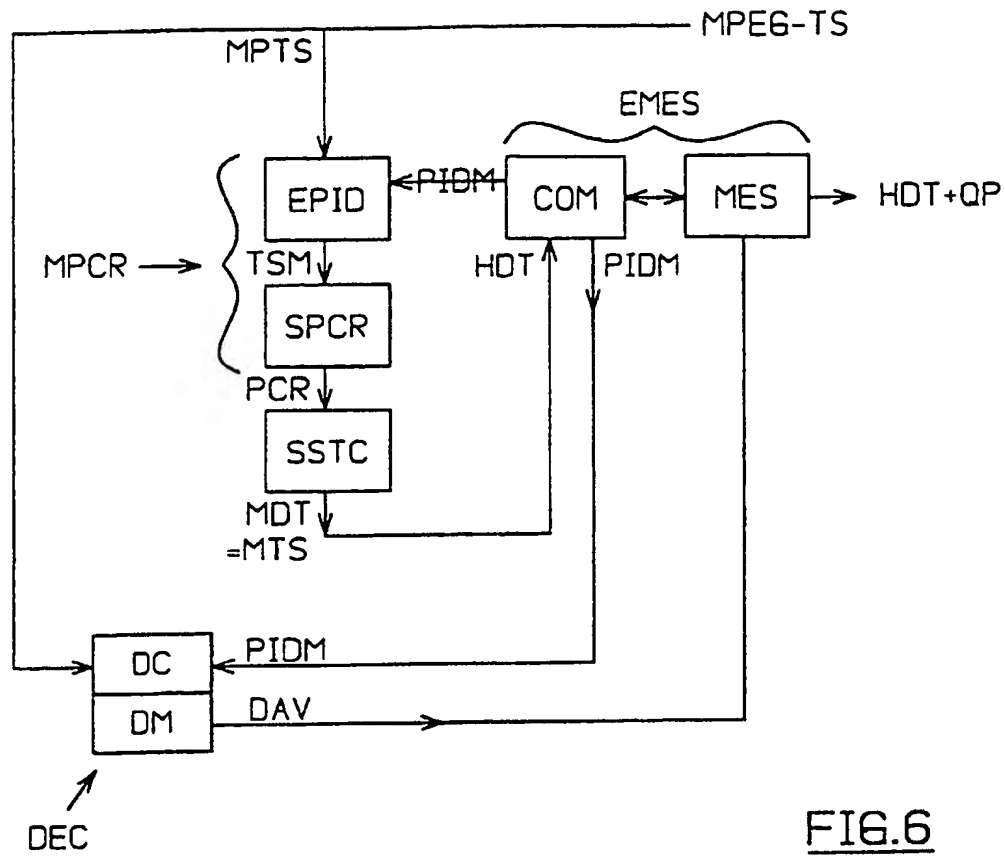 MPEG-TS
MPTS
EMES
EPID
PIDM
COM
MES
HDT+QP
MPCR
TSM
HDT
PIDM
SPCR
PCR
SSTC
MDT
=MTS
DC
PIDM
DM
DAV
DEC
FIG.6